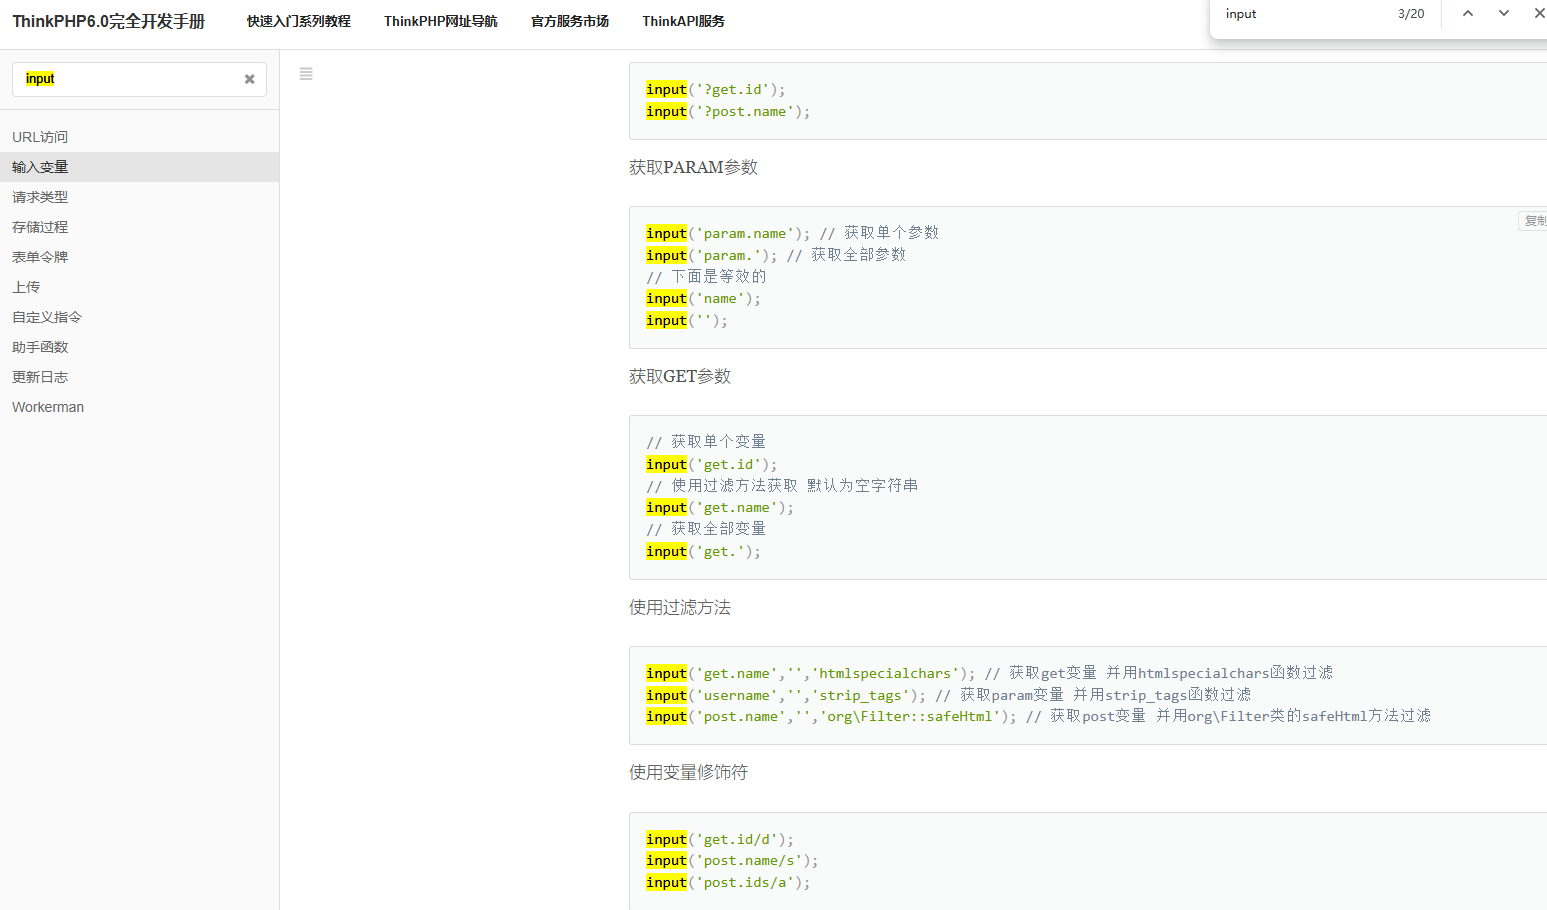 ThinkPHP6.0完全开发手册 快速入门系列教程 ThinkPHP网址导航 官方服务市场 ThinkAPI服务
input 3/20
input
URL访问
输入变量
请求类型
存储过程
表单令牌
上传
自定义指令
助手函数
更新日志
Workerman
input('?get.id');
input('?post.name');
获取PARAM参数
复制
input('param.name'); // 获取单个参数
input('param.'); // 获取全部参数
// 下面是等效的
input('name');
input('');
获取GET参数
// 获取单个变量
input('get.id');
// 使用过滤方法获取 默认为空字符串
input('get.name');
// 获取全部变量
input('get.');
使用过滤方法
input('get.name','','htmlspecialchars'); // 获取get变量 并用htmlspecialchars函数过滤
input('username','','strip_tags'); // 获取param变量 并用strip_tags函数过滤
input('post.name','','org\Filter::safeHtml'); // 获取post变量 并用org\Filter类的safeHtml方法过滤
使用变量修饰符
input('get.id/d');
input('post.name/s');
input('post.ids/a');